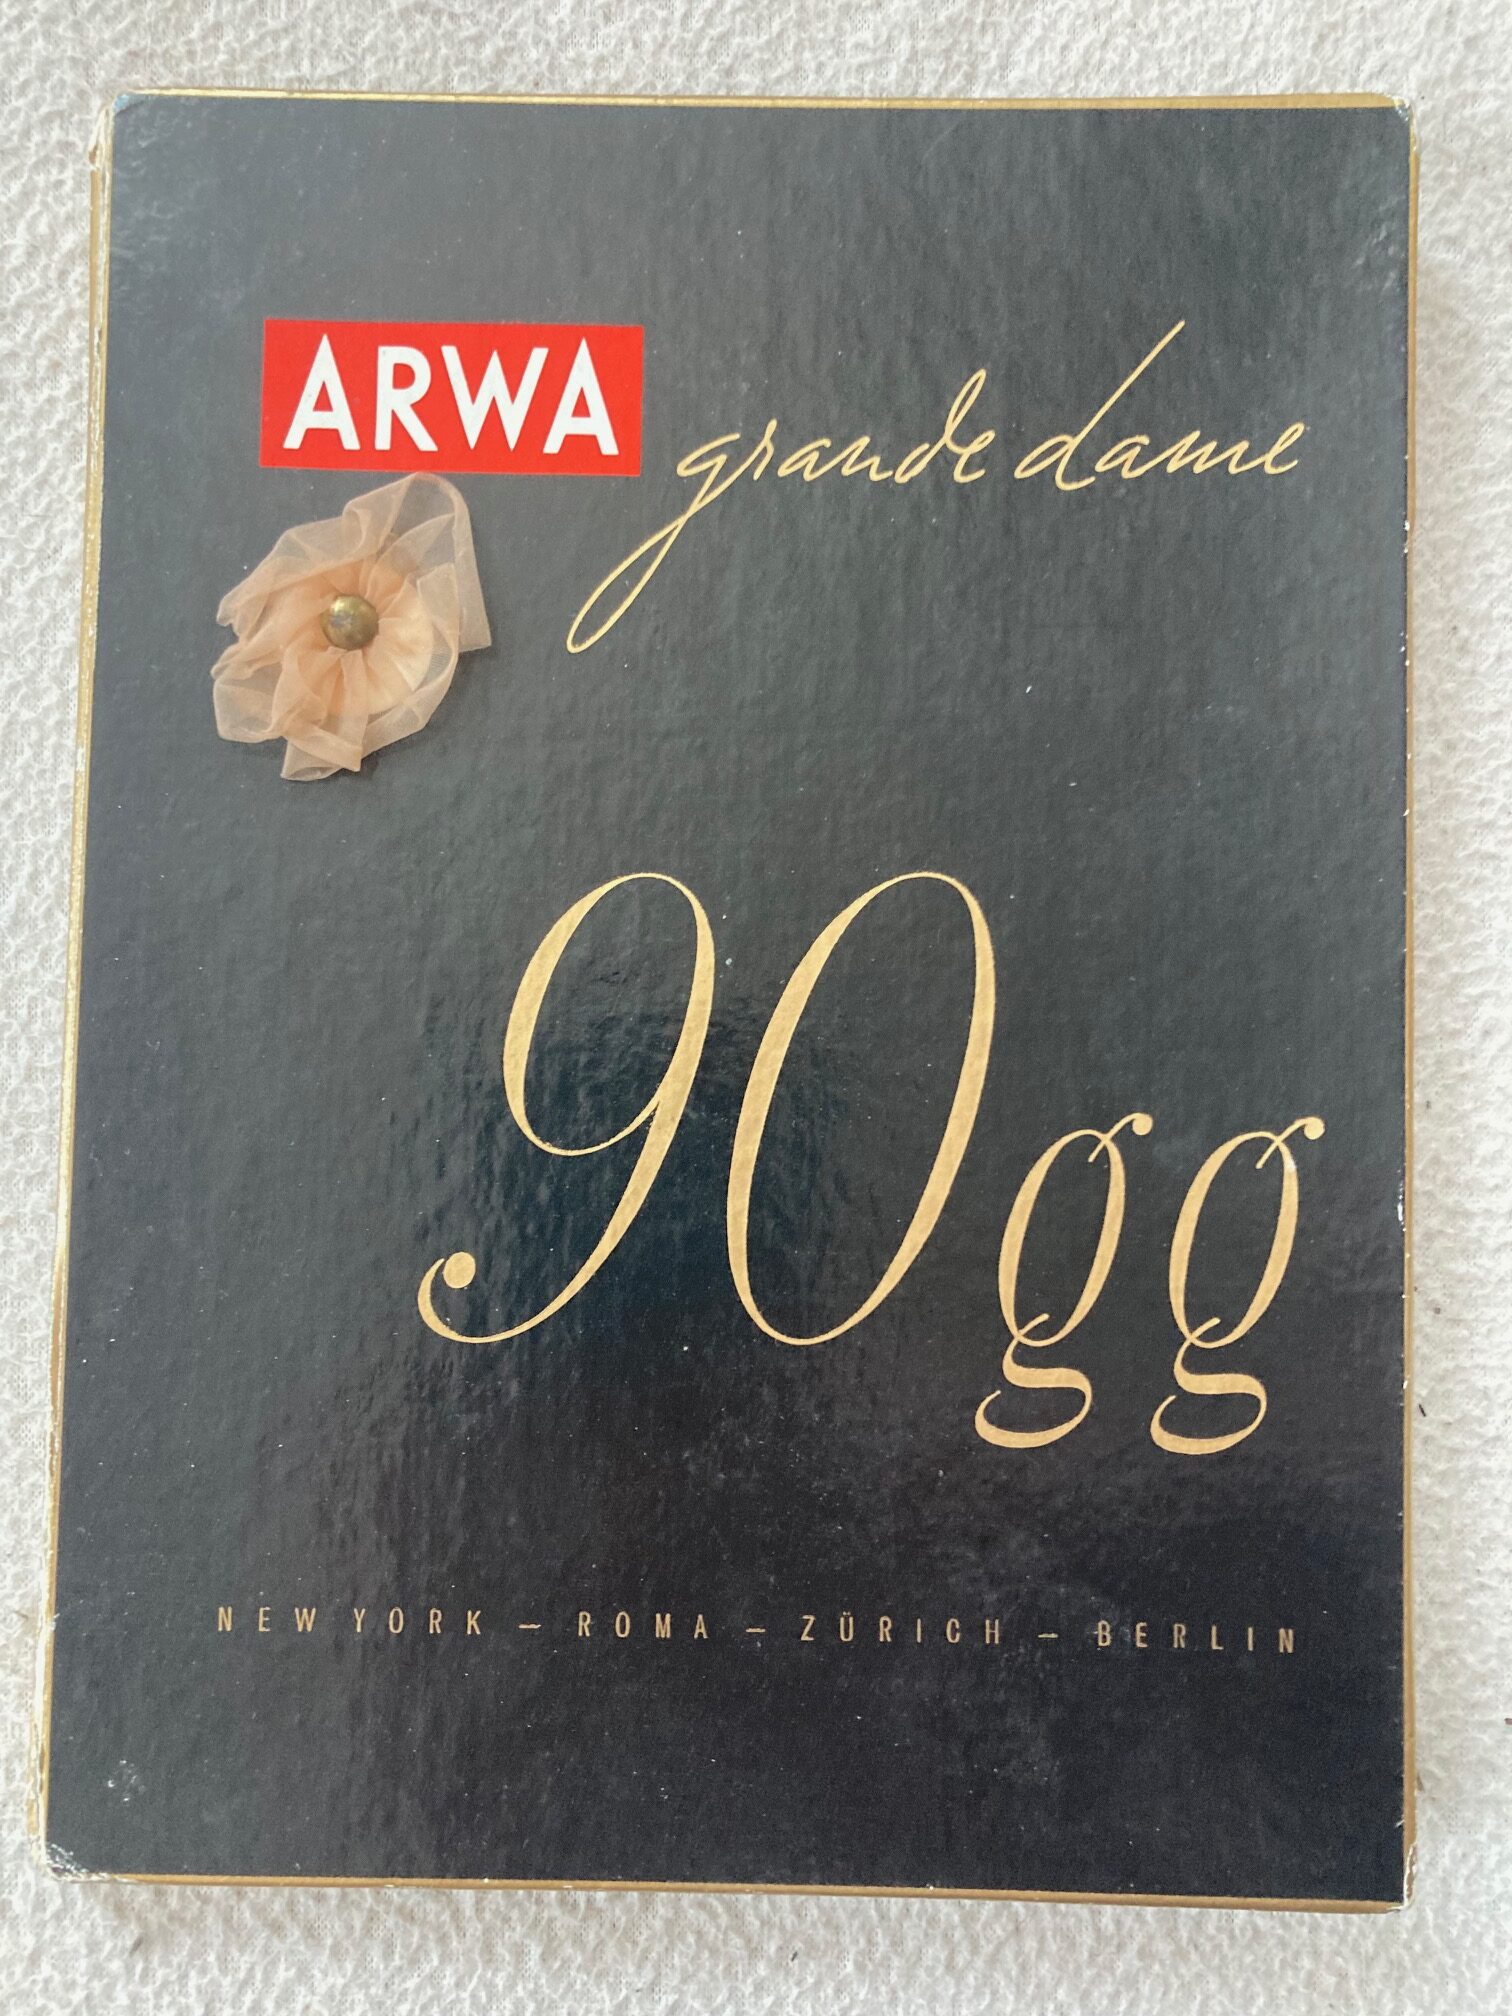 ARWA grande dame
90gg
NEW YORK – ROMA – ZÜRICH – BERLIN